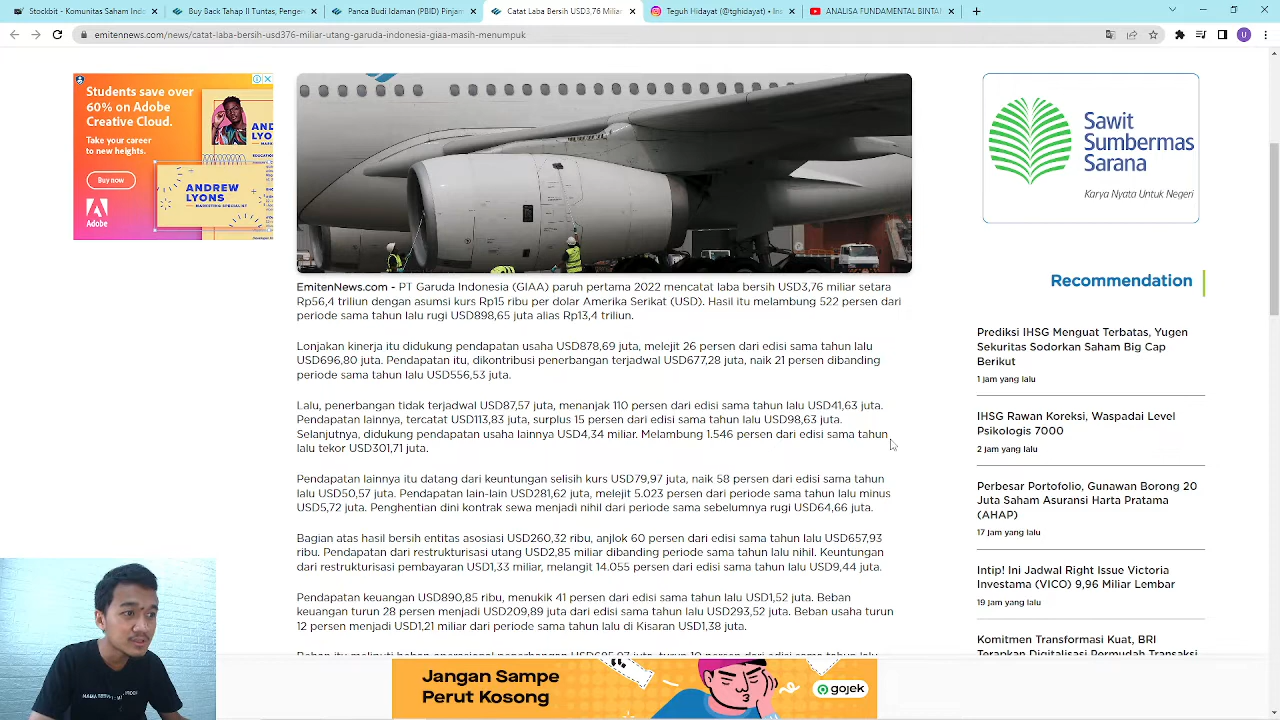 Stockbit - Komunitas Saham Indo
Buy Back Tahap II Tuntas, Pengen
Panca Budi Idaman (PBID) Pinjem
Catat Laba Bersih USD3,76 Miliar
Teguh Hidayat (@tghidayat) • Ins
ANALISA FUNDAMENTAL BINTA
emitennews.com/news/catat-laba-bersih-usd376-miliar-utang-garuda-indonesia-giaa-masih-menumpuk
U
Students save over
60% on Adobe
Creative Cloud.
Take your career
to new heights.
Buy now
Adobe
ANDREW
LYONS
Sawit
Sumbermas
Sarana
Karya Nyata Untuk Negeri
EmitenNews.com - PT Garuda Indonesia (GIAA) paruh pertama 2022 mencatat laba bersih USD3,76 miliar setara
Rp56,4 triliun dengan asumsi kurs Rp15 ribu per dolar Amerika Serikat (USD). Hasil itu melambung 522 persen dari
periode sama tahun lalu rugi USD898,65 juta alias Rp13,4 triliun.
Lonjakan kinerja itu didukung pendapatan usaha USD878,69 juta, melejit 26 persen dari edisi sama tahun lalu
USD696,80 juta. Pendapatan itu, dikontribusi penerbangan terjadwal USD677,28 juta, naik 21 persen dibanding
periode sama tahun lalu USD556,53 juta.
Lalu, penerbangan tidak terjadwal USD87,57 juta, menanjak 110 persen dari edisi sama tahun lalu USD41,63 juta.
Pendapatan lainnya, tercatat USD113,83 juta, surplus 15 persen dari edisi sama tahun lalu USD98,63 juta.
Selanjutnya, didukung pendapatan usaha lainnya USD4,34 miliar. Melambung 1.546 persen dari edisi sama tahun
lalu tekor USD301,71 juta.
Pendapatan lainnya itu datang dari keuntungan selisih kurs USD79,97 juta, naik 58 persen dari edisi sama tahun
lalu USD50,57 juta. Pendapatan lain-lain USD281,62 juta, melejit 5.023 persen dari periode sama tahun lalu minus
USD5,72 juta. Penghentian dini kontrak sewa menjadi nihil dari periode sama sebelumnya rugi USD64,66 juta.
Bagian atas hasil bersih entitas asosiasi USD260,32 ribu, anjlok 60 persen dari edisi sama tahun lalu USD657,93
ribu. Pendapatan dari restrukturisasi utang USD2,85 miliar dibanding periode sama tahun lalu nihil. Keuntungan
dari restruktursasi pembayaran USD1,33 miliar, melangit 14.055 persen dari edisi sama tahun lalu USD9,44 juta.
Pendapatan keuangan USD890,85 ribu, menukik 41 persen dari edisi sama tahun lalu USD1,52 juta. Beban
keuangan turun 28 persen menjadi USD209,89 juta dari edisi sama tahun lalu USD293,52 juta. Beban usaha turun
12 persen menjadi USD1,21 miliar dari periode sama tahun lalu di Kisaran USD1,38 juta.
Recommendation
Prediksi IHSG Menguat Terbatas, Yugen
Sekuritas Sodorkan Saham Big Cap
Berikut
1 jam yang lalu
IHSG Rawan Koreksi, Waspadai Level
Psikologis 7000
2 jam yang lalu
Perbesar Portofolio, Gunawan Borong 20
Juta Saham Asuransi Harta Pratama
(AHAP)
17 jam yang lalu
Intip! Ini Jadwal Right Issue Victoria
Investama (VICO) 9,96 Miliar Lembar
19 jam yang lalu
Komitmen Transformasi Kuat, BRI
Terapkan Digitalisasi Permudah Transaksi
Jangan Sampe
Perut Kosong
gojek